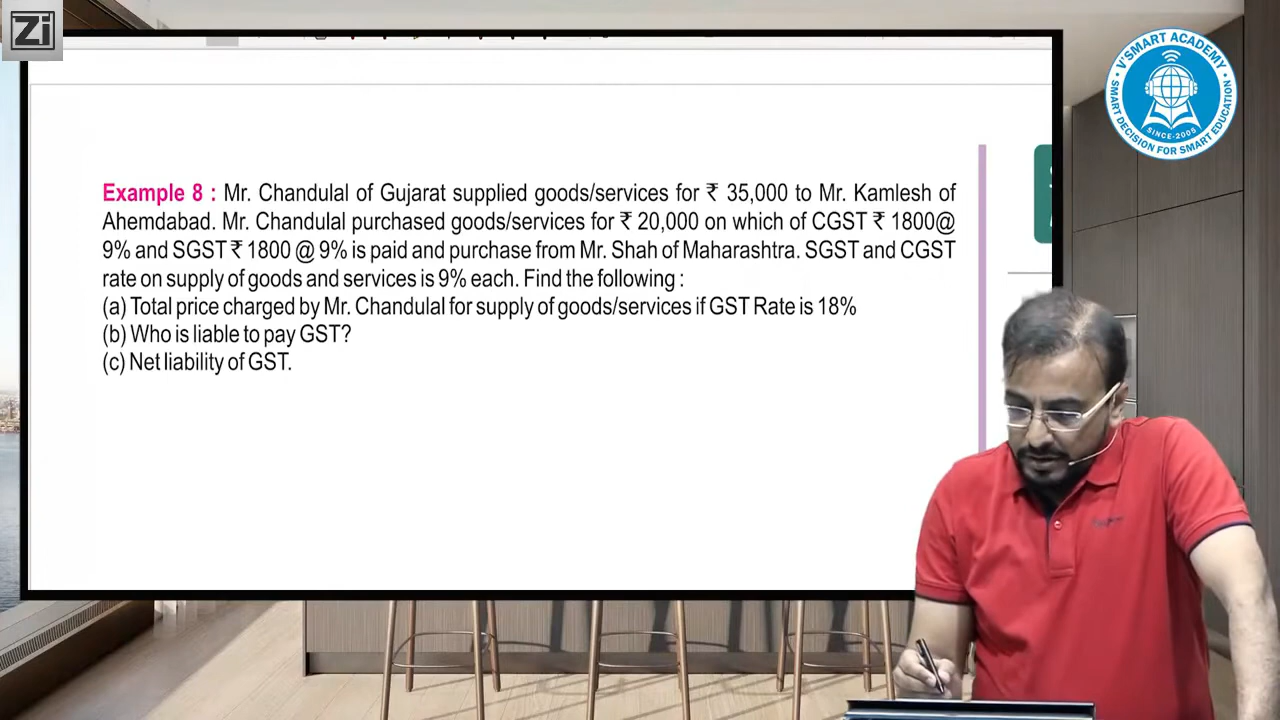 Zi
V'SMART ACADEMY
SINCE-2005
SMART DECISION FOR SMART EDUCATION
Example 8 : Mr. Chandulal of Gujarat supplied goods/services for ₹ 35,000 to Mr. Kamlesh of
Ahemdabad. Mr. Chandulal purchased goods/services for ₹ 20,000 on which of CGST ₹ 1800@
9% and SGST ₹ 1800 @ 9% is paid and purchase from Mr. Shah of Maharashtra. SGST and CGST
rate on supply of goods and services is 9% each. Find the following :
(a) Total price charged by Mr. Chandulal for supply of goods/services if GST Rate is 18%
(b) Who is liable to pay GST?
(c) Net liability of GST.